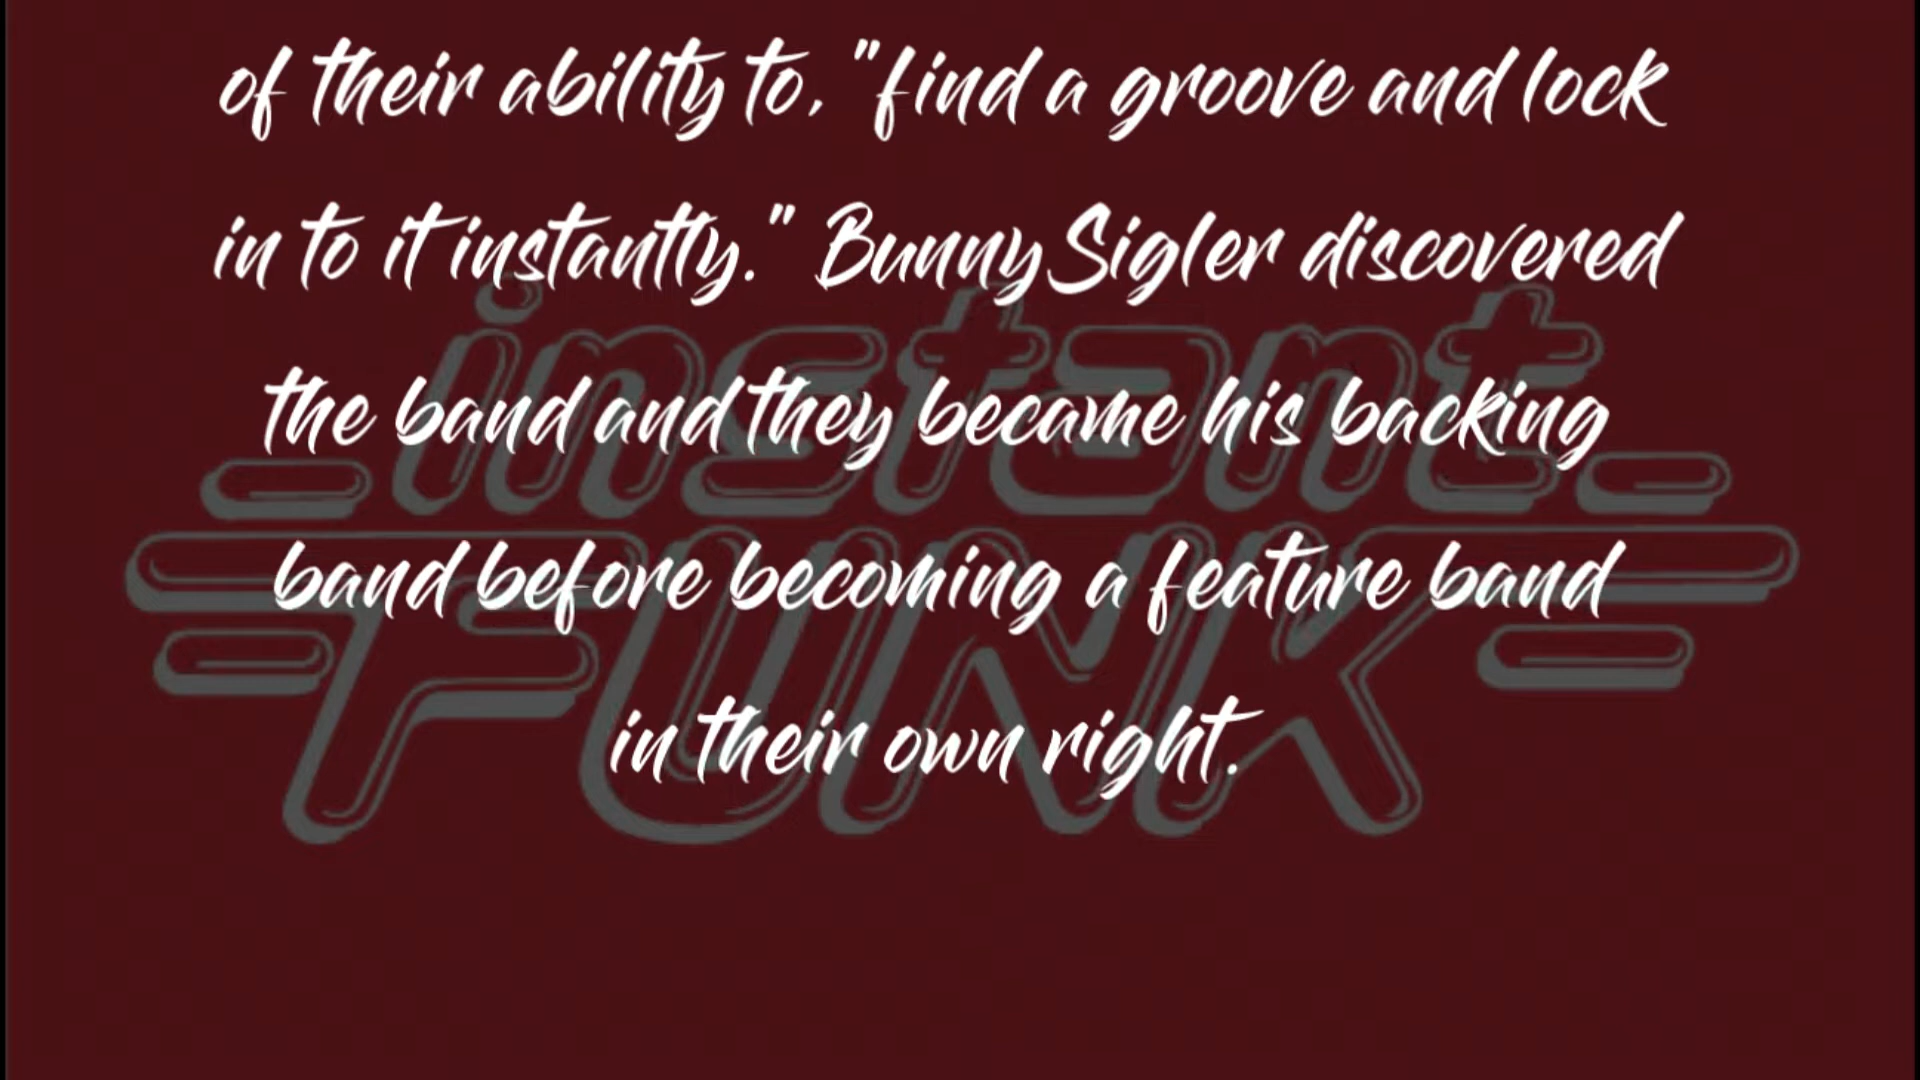 of their ability to, "find a groove and lock
in to it instantly." Bunny Sigler discovered
the band and they became his backing
band before becoming a feature band
in their own right.
instant
FUNK